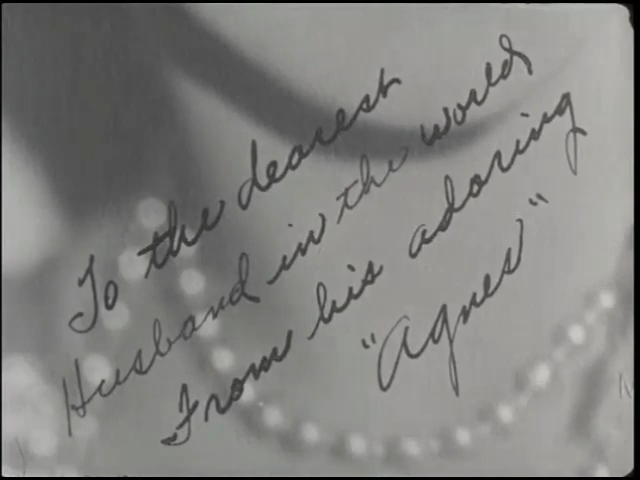 To the dearest
Husband in the world
From his adoring
"Agnes"